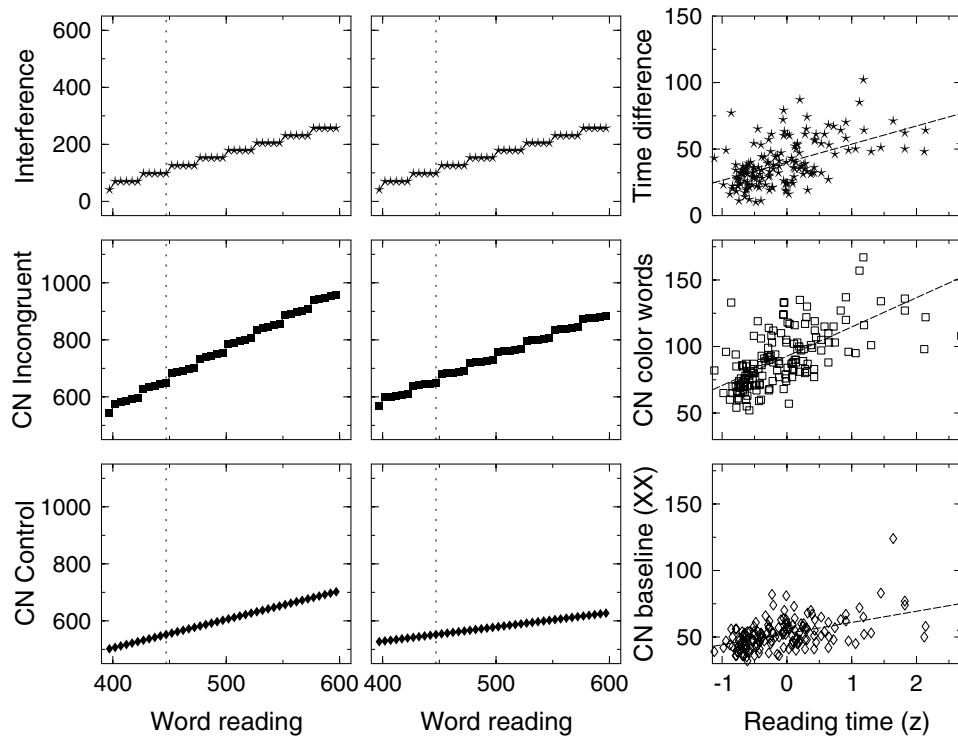 Interference
600
400
200
0
Time difference
150
100
50
0
CN Incongruent
1000
800
600
CN color words
150
100
50
CN Control
1000
800
600
CN baseline (XX)
150
100
50
400 500 600
400 500 600
-1 0 1 2
Word reading
Word reading
Reading time (z)